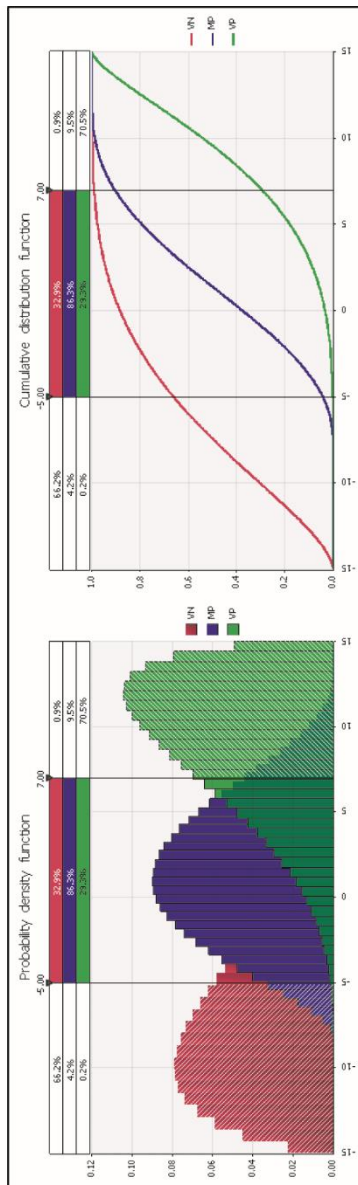 Probability density function
-5.00 7.00
66.2% 32.9% 0.9%
4.2% 86.3% 9.5%
0.2% 29.3% 70.5%
0.12
0.10
0.08
0.06
0.04
0.02
0.00
-15 -10 -5 0 5 10 15
VN
MP
VP
Cumulative distribution function
-5.00 7.00
66.2% 32.9% 0.9%
4.2% 86.3% 9.5%
0.2% 29.3% 70.5%
1.0
0.8
0.6
0.4
0.2
0.0
-15 -10 -5 0 5 10 15
VN
MP
VP